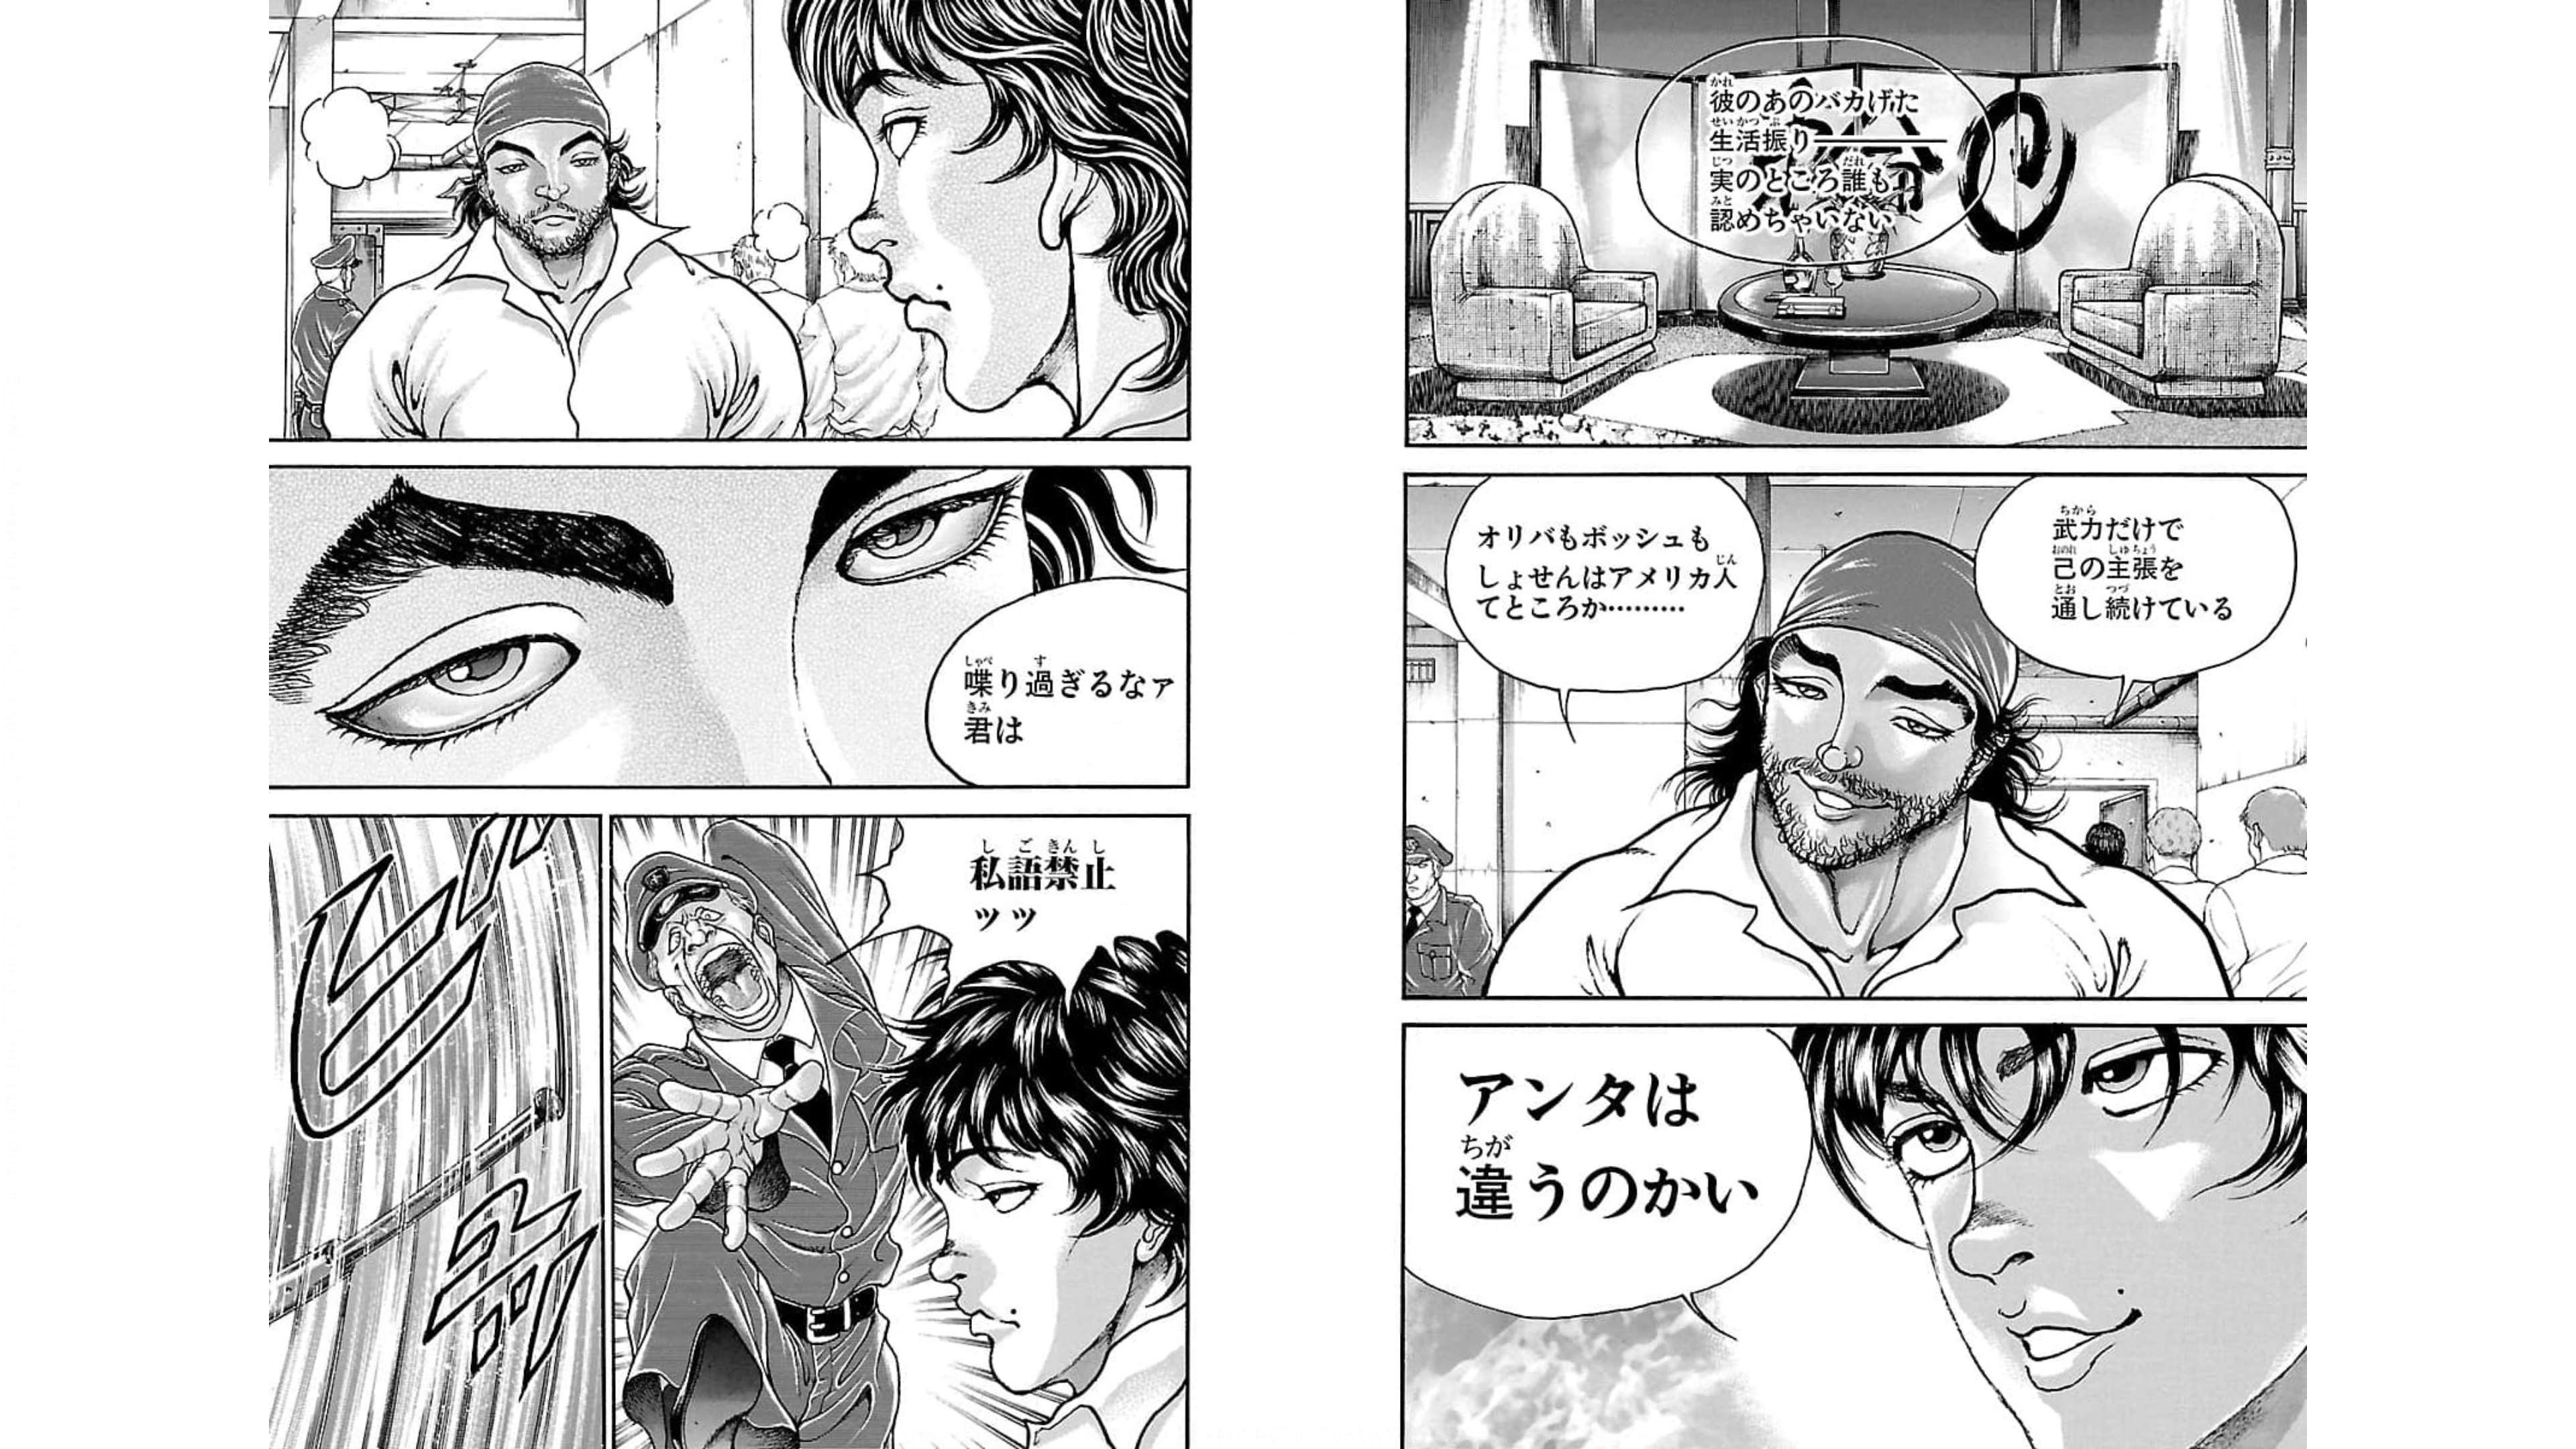 彼のあのバカげた
生活振り――――
実のところ誰も
認めちゃいない
武力だけで
己の主張を
通し続けている
オリバもボッシュも
しょせんはアメリカ人
てところか………
アンタは
違うのかい
喋り過ぎるなァ
君は
私語禁止
ッッ
ビ